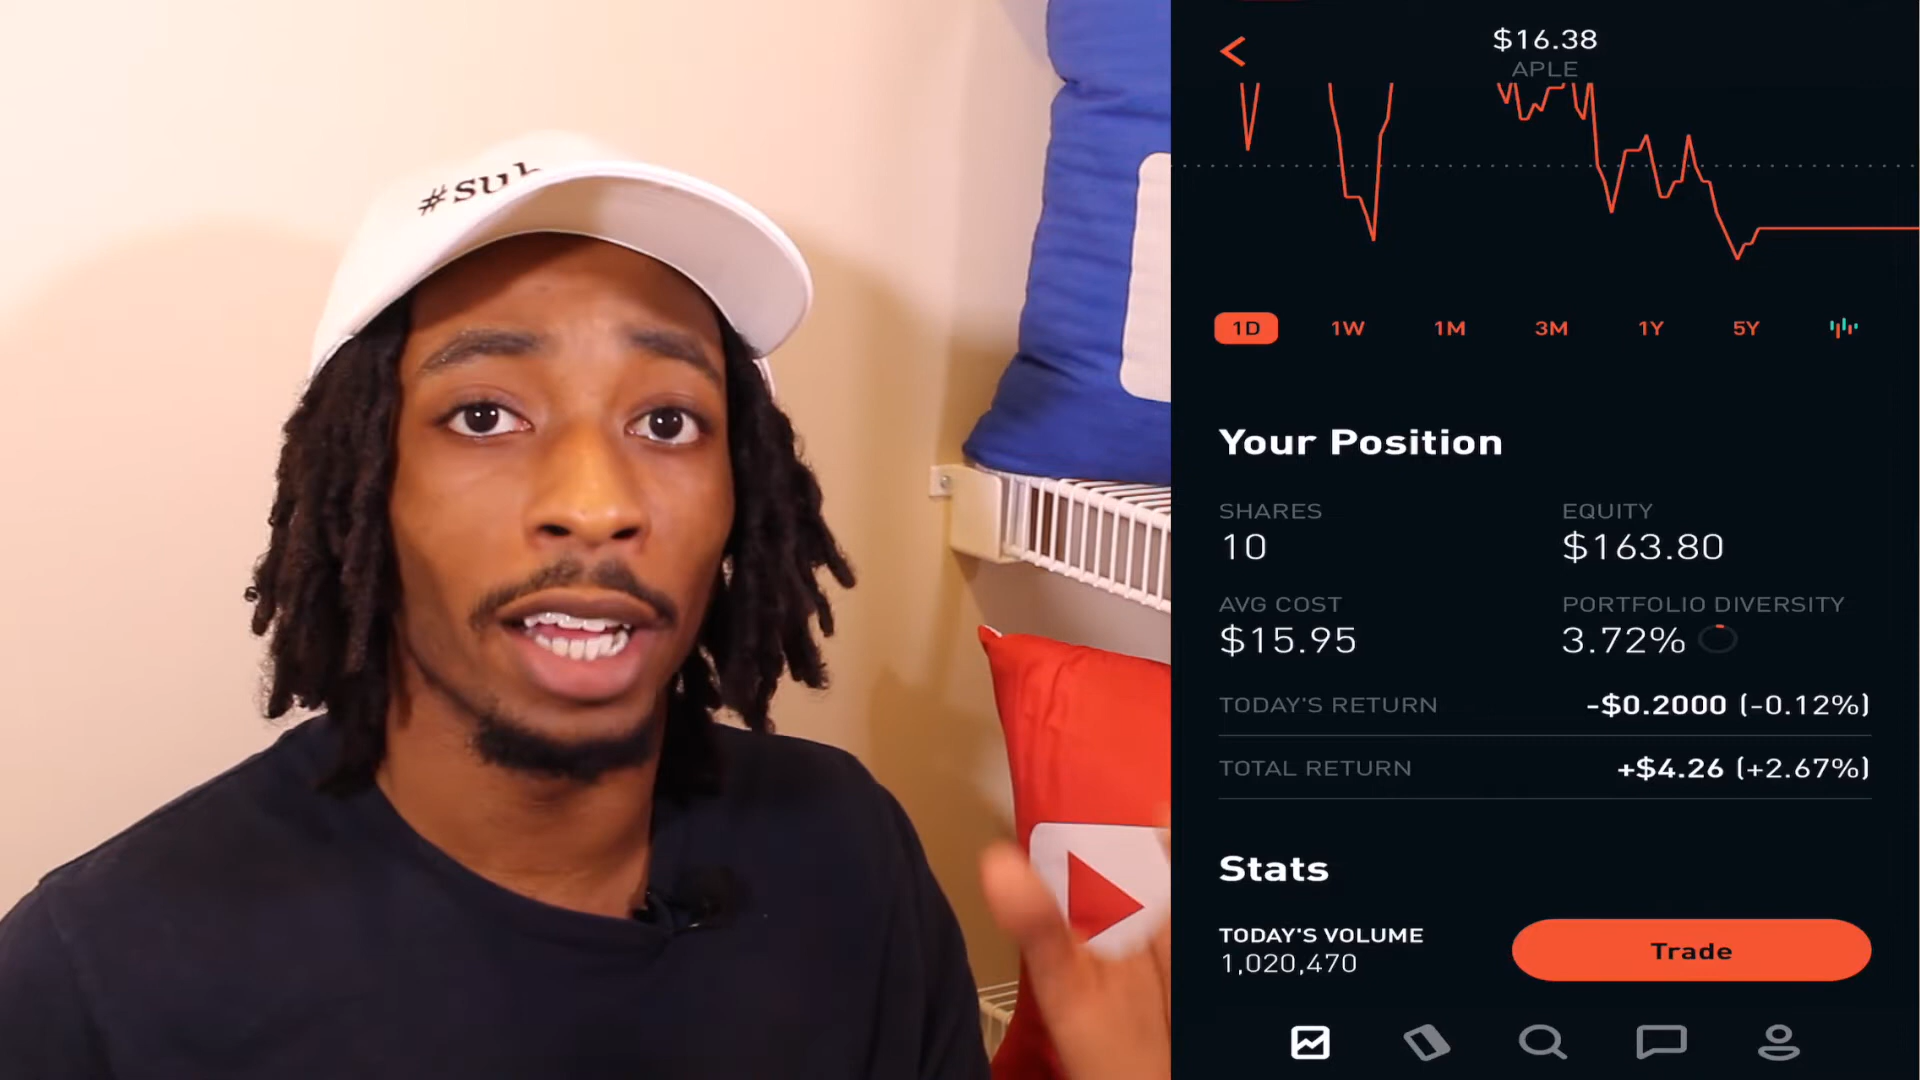 #sub
$16.38
APLE
1D 1W 1M 3M 1Y 5Y
Your Position
SHARES EQUITY
10 $163.80
AVG COST PORTFOLIO DIVERSITY
$15.95 3.72%
TODAY'S RETURN -$0.2000 (-0.12%)
TOTAL RETURN +$4.26 (+2.67%)
Stats
TODAY'S VOLUME
1,020,470
Trade